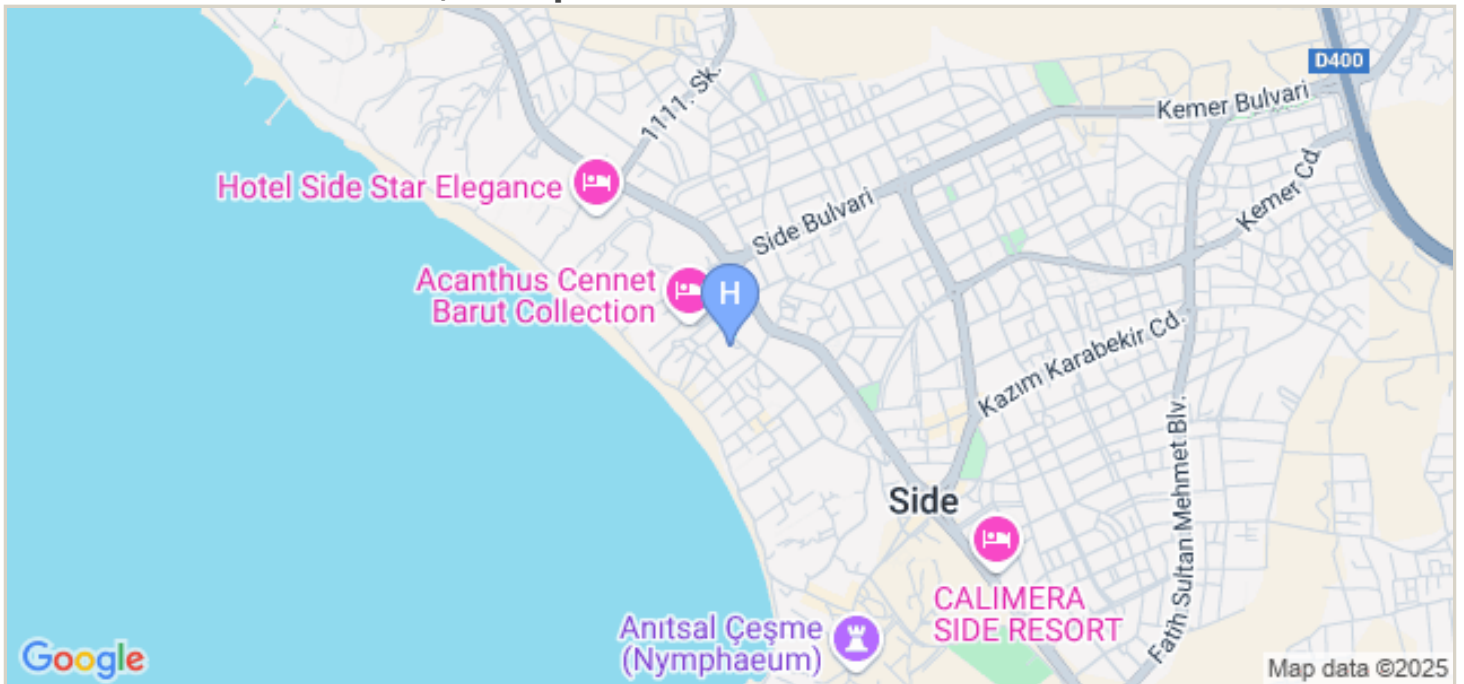 D400
Kemer Bulvari
1111. Sk.
Kemer Cd.
Hotel Side Star Elegance
Side Bulvari
Acanthus Cennet
Barut Collection
H
Kazım Karabekir Cd.
Fatih Sultan Mehmet Blv.
Side
CALIMERA
SIDE RESORT
Anıtsal Çeşme
(Nymphaeum)
Google
Map data ©2025